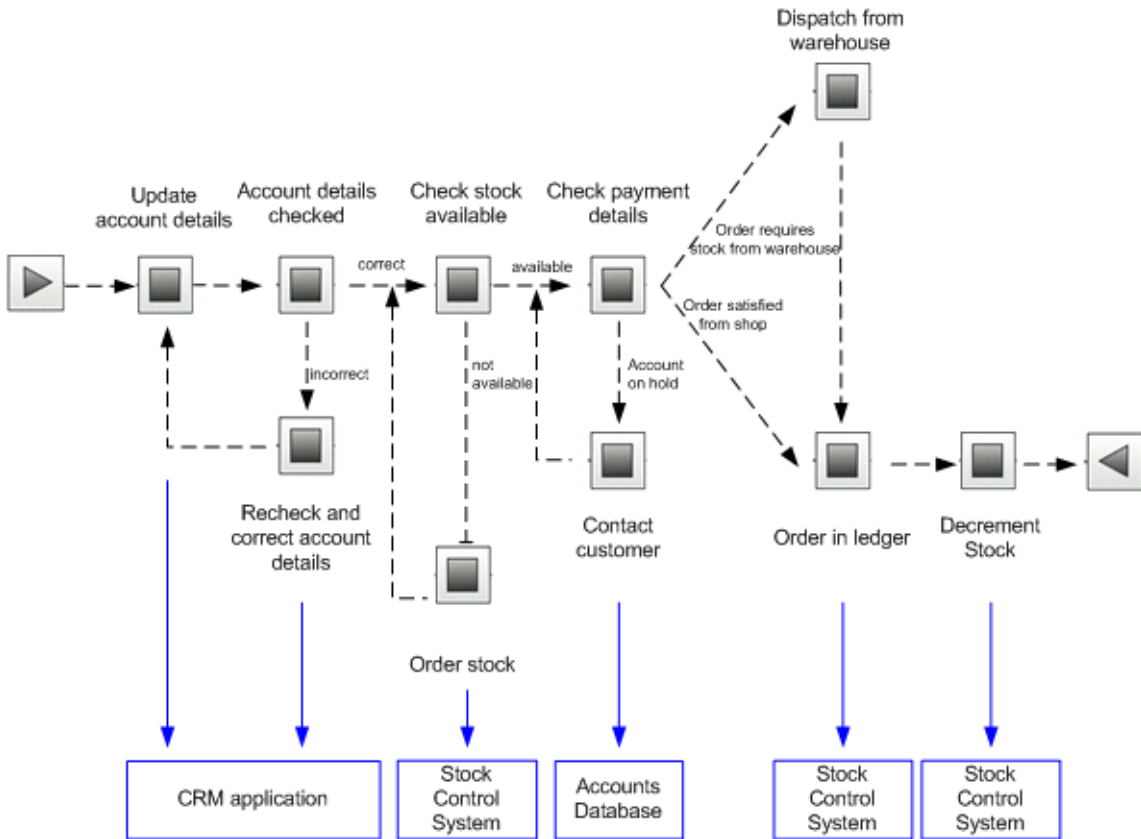 Dispatch from
warehouse
Update
account details
Account details
checked
Check stock
available
Check payment
details
Order requires
stock from warehouse
correct
available
Order satisfied
from shop
incorrect
not
available
Account
on hold
Recheck and
correct account
details
Contact
customer
Order in ledger
Decrement
Stock
Order stock
CRM application
Stock
Control
System
Accounts
Database
Stock
Control
System
Stock
Control
System